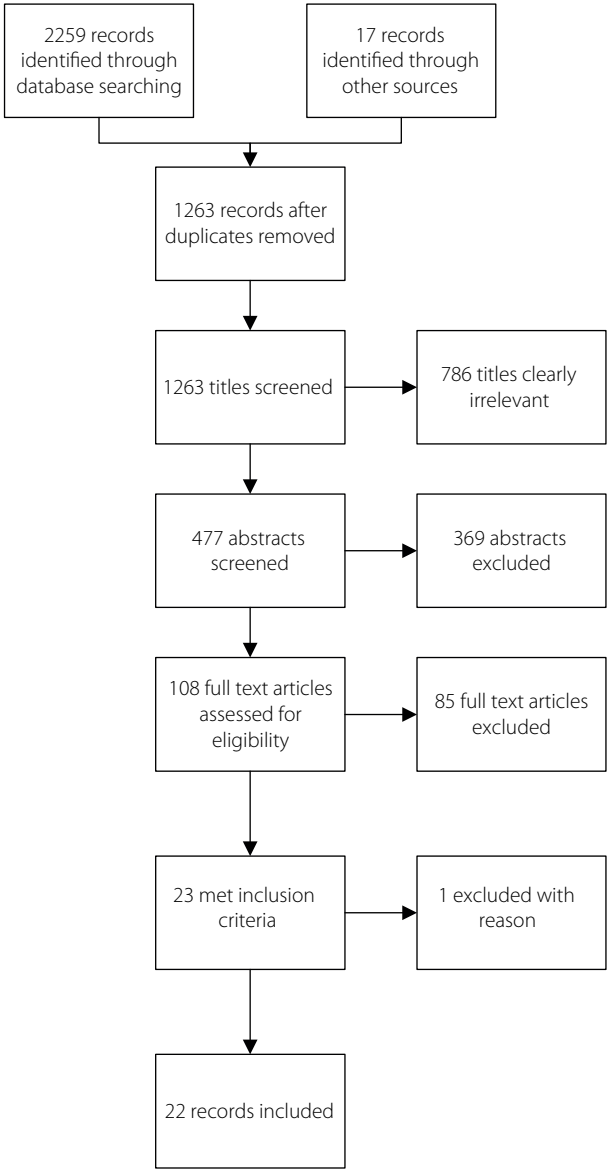 2259 records
identified through
database searching
17 records
identified through
other sources
1263 records after
duplicates removed
1263 titles screened
786 titles clearly
irrelevant
477 abstracts
screened
369 abstracts
excluded
108 full text articles
assessed for
eligibility
85 full text articles
excluded
23 met inclusion
criteria
1 excluded with
reason
22 records included